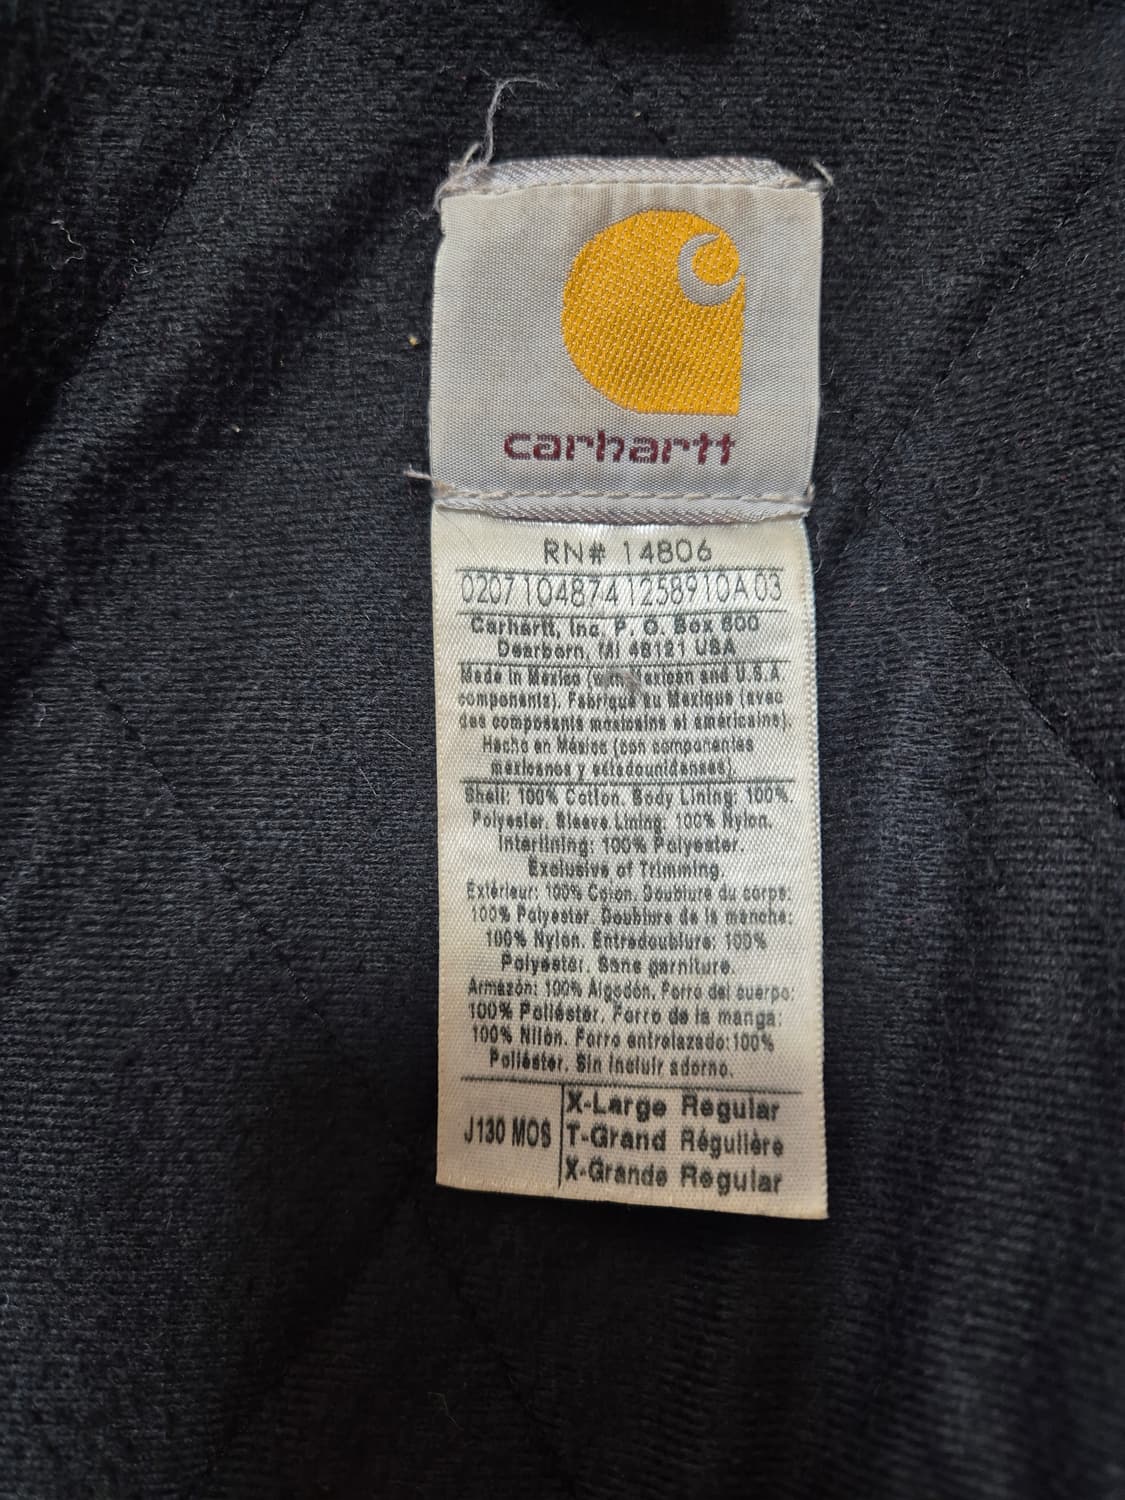 carhartt
RN# 14806
0207104874125891OA03
Carhartt, Inc. P. O. Box 600
Dearborn, MI 48121 USA
Made in Mexico (with Mexican and U.S.A
components). Fabriqué au Mexique (avec
des composants mexicains et américains).
Hecho en México (con componentes
mexicanos y estadounidenses).
Shell: 100% Cotton. Body Lining: 100%.
Polyester. Sleeve Lining: 100% Nylon.
Interlining: 100% Polyester.
Exclusive of Trimming.
Extérieur: 100% Coton. Doublure du corps:
100% Polyester. Doublure de la manche:
100% Nylon. Entredoublure: 100%
Polyester. Sans garniture.
Armazón: 100% Algodón. Forro del cuerpo:
100% Poliéster. Forro de la manga:
100% Nilón. Forro entrelazado:100%
Poliéster. Sin incluir adorno.
J130 MOS
X-Large Regular
T-Grand Régulière
X-Grande Regular